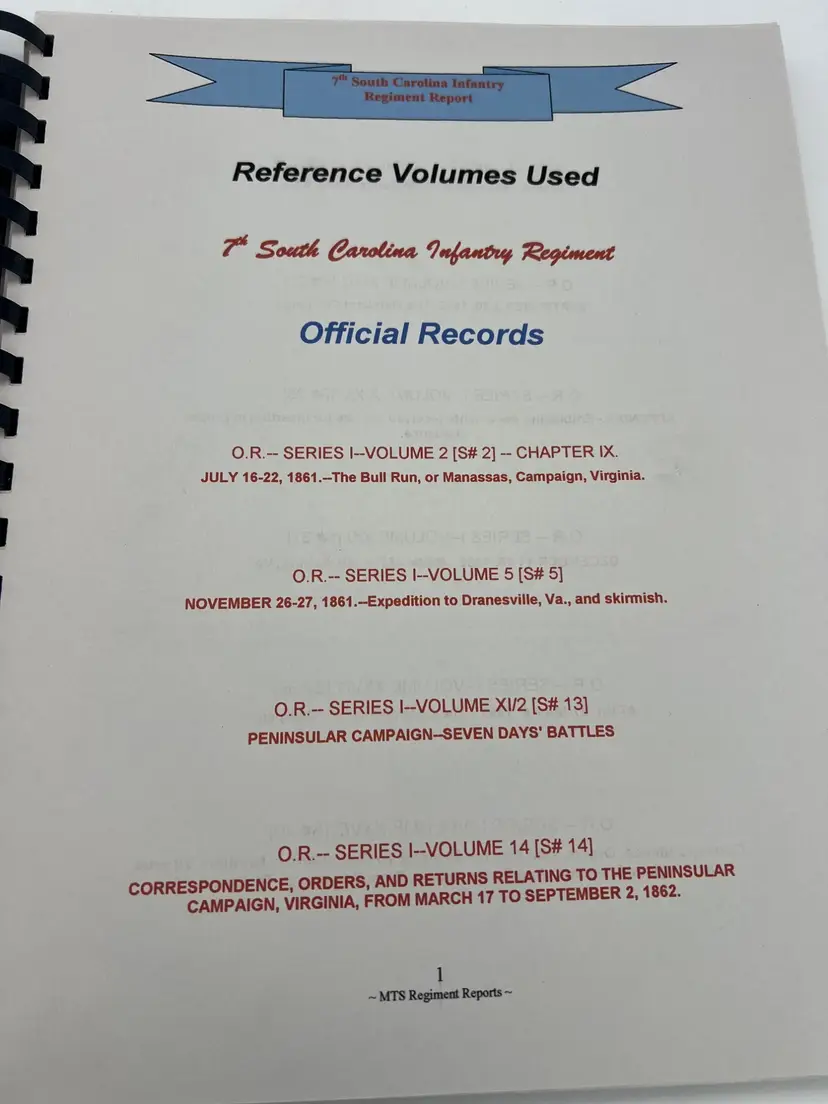 7th South Carolina Infantry
Regiment Report
Reference Volumes Used
7th South Carolina Infantry Regiment
Official Records
O.R.-- SERIES I--VOLUME 2 [S# 2] -- CHAPTER IX.
JULY 16-22, 1861.--The Bull Run, or Manassas, Campaign, Virginia.
O.R.-- SERIES I--VOLUME 5 [S# 5]
NOVEMBER 26-27, 1861.--Expedition to Dranesville, Va., and skirmish.
O.R.-- SERIES I--VOLUME XI/2 [S# 13]
PENINSULAR CAMPAIGN--SEVEN DAYS' BATTLES
O.R.-- SERIES I--VOLUME 14 [S# 14]
CORRESPONDENCE, ORDERS, AND RETURNS RELATING TO THE PENINSULAR
CAMPAIGN, VIRGINIA, FROM MARCH 17 TO SEPTEMBER 2, 1862.
1
~ MTS Regiment Reports ~